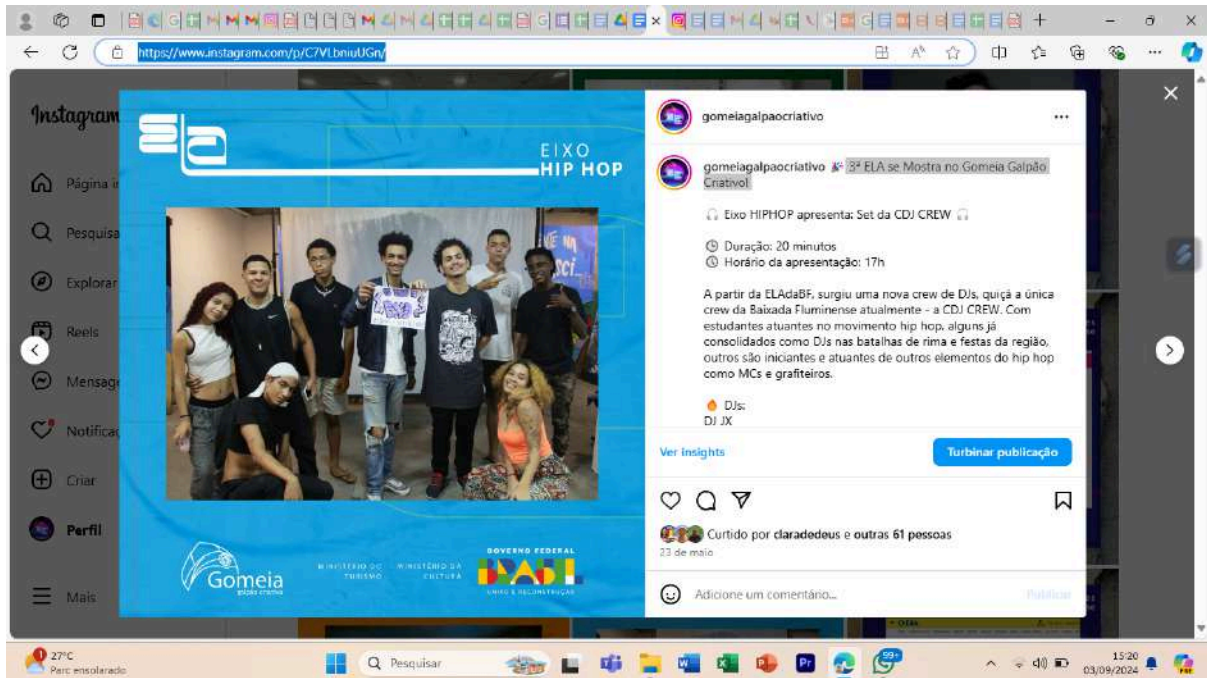 https://www.instagram.com/p/C7VLbniuUGn/
Instagram
Página i
Pesquisa
Explorar
Reels
Mensage
Notificaç
Criar
Perfil
Mais
ELA
EIXO
HIP HOP
Gomeia
galpão criativo
MINISTÉRIO DO
TURISMO
MINISTÉRIO DA
CULTURA
GOVERNO FEDERAL
BRASIL
UNIÃO E RECONSTRUÇÃO
gomeiagalpaocriativo
gomeiagalpaocriativo 🎉 3ª ELA se Mostra no Gomeia Galpão
Criativo!
🎧 Eixo HIPHOP apresenta: Set da CDJ CREW 🎧
🕒 Duração: 20 minutos
🕔 Horário da apresentação: 17h
A partir da ELAdaBF, surgiu uma nova crew de DJs, quiçá a única
crew da Baixada Fluminense atualmente - a CDJ CREW. Com
estudantes atuantes no movimento hip hop, alguns já
consolidados como DJs nas batalhas de rima e festas da região,
outros são iniciantes e atuantes de outros elementos do hip hop
como MCs e grafiteiros.
🔥 DJs:
DJ JX
Ver insights
Turbinar publicação
Curtido por claradedeus e outras 61 pessoas
23 de maio
Adicione um comentário...
Publicar
27°C
Parc ensolarado
Pesquisar
99+
15:20
03/09/2024